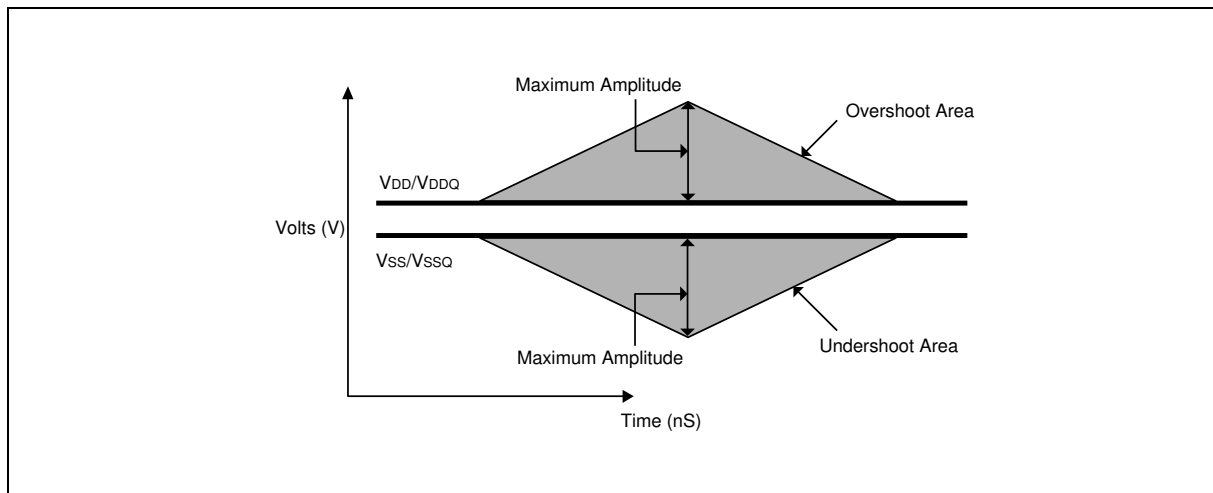 Maximum Amplitude
Overshoot Area
VDD/VDDQ
Volts (V)
VSS/VSSQ
Maximum Amplitude
Undershoot Area
Time (nS)